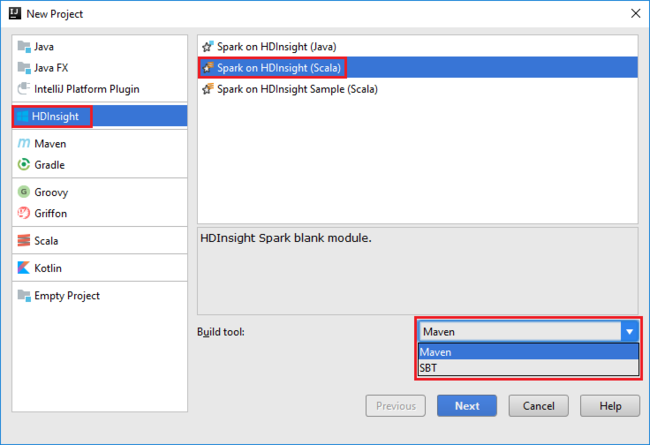 New Project
Java
Java FX
IntelliJ Platform Plugin
HDInsight
Maven
Gradle
Groovy
Griffon
Scala
Kotlin
Empty Project
Spark on HDInsight (Java)
Spark on HDInsight (Scala)
Spark on HDInsight Sample (Scala)
HDInsight Spark blank module.
Build tool:
Maven
Maven
SBT
Previous
Next
Cancel
Help